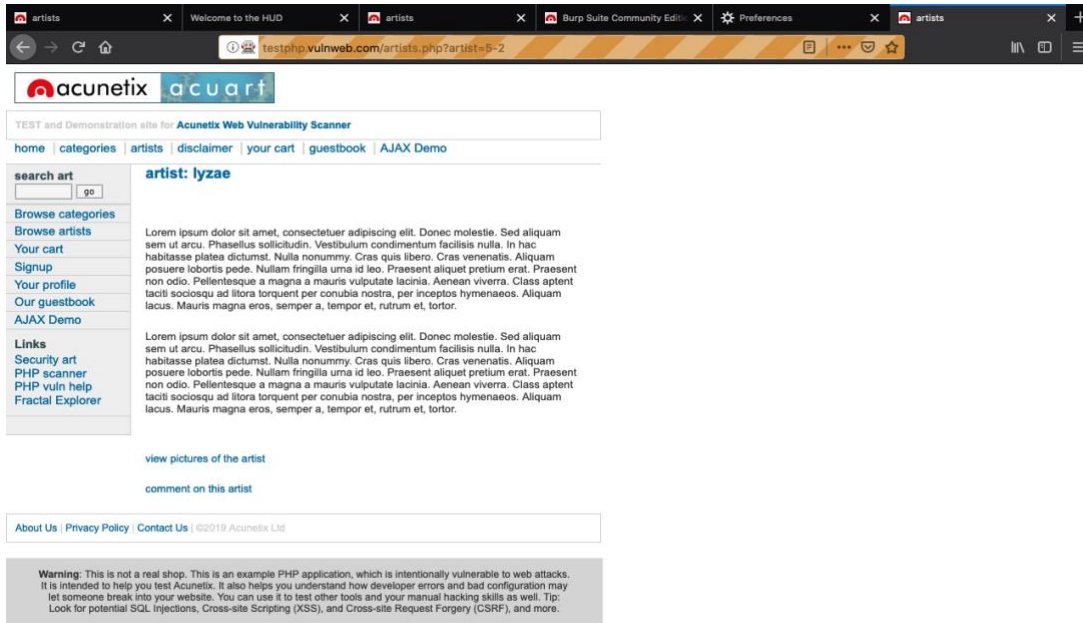 artists
Welcome to the HUD
artists
Burp Suite Community Editi
Preferences
artists
testphp.vulnweb.com/artists.php?artist=5-2
acunetix acuart
TEST and Demonstration site for Acunetix Web Vulnerability Scanner
home | categories | artists | disclaimer | your cart | guestbook | AJAX Demo
search art
go
Browse categories
Browse artists
Your cart
Signup
Your profile
Our guestbook
AJAX Demo
Links
Security art
PHP scanner
PHP vuln help
Fractal Explorer
artist: lyzae
Lorem ipsum dolor sit amet, consectetuer adipiscing elit. Donec molestie. Sed aliquam
sem ut arcu. Phasellus sollicitudin. Vestibulum condimentum facilisis nulla. In hac
habitasse platea dictumst. Nulla nonummy. Cras quis libero. Cras venenatis. Aliquam
posuere lobortis pede. Nullam fringilla urna id leo. Praesent aliquet pretium erat. Praesent
non odio. Pellentesque a magna a mauris vulputate lacinia. Aenean viverra. Class aptent
taciti sociosqu ad litora torquent per conubia nostra, per inceptos hymenaeos. Aliquam
lacus. Mauris magna eros, semper a, tempor et, rutrum et, tortor.
Lorem ipsum dolor sit amet, consectetuer adipiscing elit. Donec molestie. Sed aliquam
sem ut arcu. Phasellus sollicitudin. Vestibulum condimentum facilisis nulla. In hac
habitasse platea dictumst. Nulla nonummy. Cras quis libero. Cras venenatis. Aliquam
posuere lobortis pede. Nullam fringilla urna id leo. Praesent aliquet pretium erat. Praesent
non odio. Pellentesque a magna a mauris vulputate lacinia. Aenean viverra. Class aptent
taciti sociosqu ad litora torquent per conubia nostra, per inceptos hymenaeos. Aliquam
lacus. Mauris magna eros, semper a, tempor et, rutrum et, tortor.
view pictures of the artist
comment on this artist
About Us | Privacy Policy | Contact Us | ©2019 Acunetix Ltd
Warning: This is not a real shop. This is an example PHP application, which is intentionally vulnerable to web attacks.
It is intended to help you test Acunetix. It also helps you understand how developer errors and bad configuration may
let someone break into your website. You can use it to test other tools and your manual hacking skills as well. Tip:
Look for potential SQL Injections, Cross-site Scripting (XSS), and Cross-site Request Forgery (CSRF), and more.